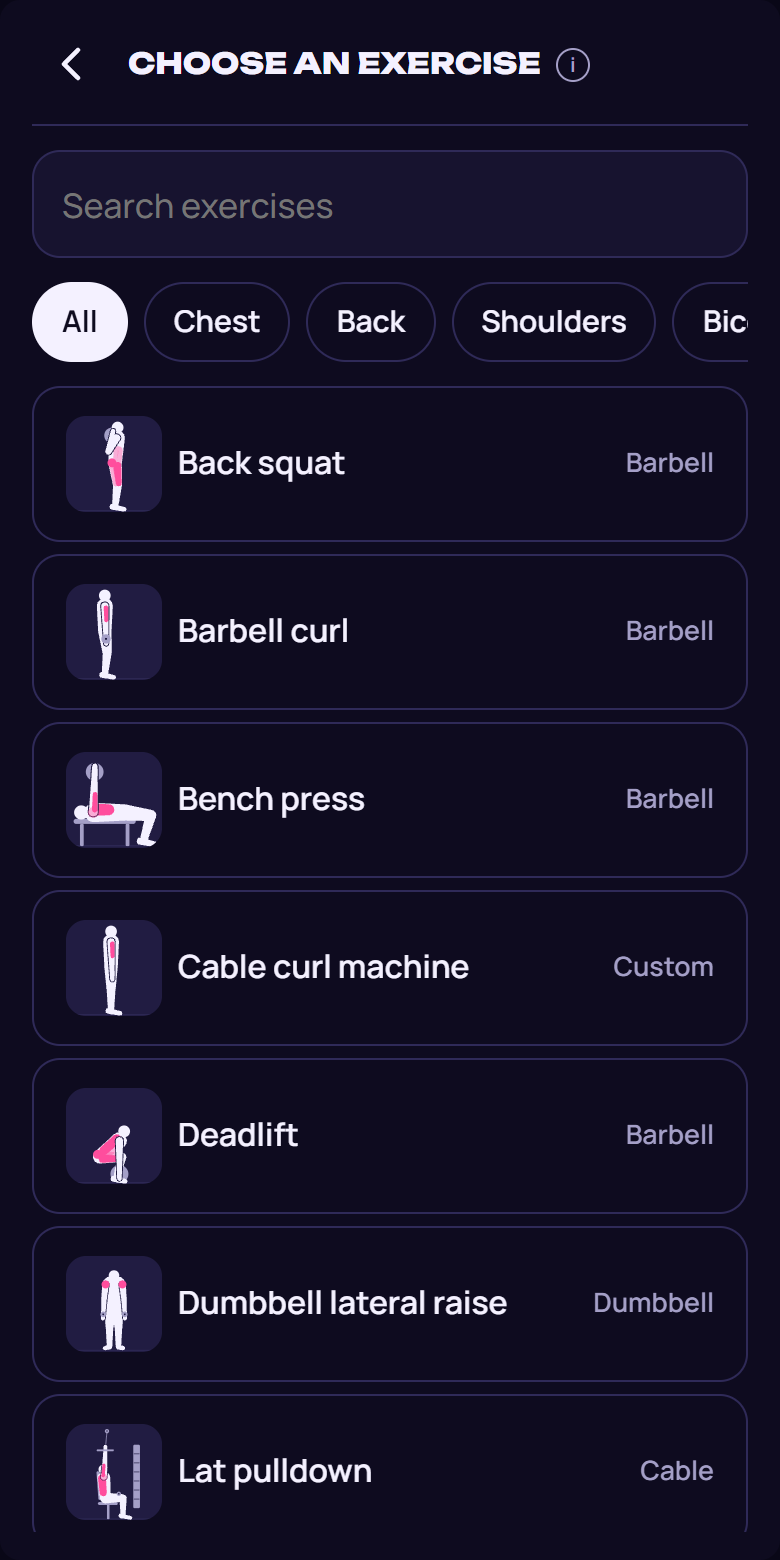 CHOOSE AN EXERCISE i
Search exercises
All Chest Back Shoulders Bic
Back squat Barbell
Barbell curl Barbell
Bench press Barbell
Cable curl machine Custom
Deadlift Barbell
Dumbbell lateral raise Dumbbell
Lat pulldown Cable